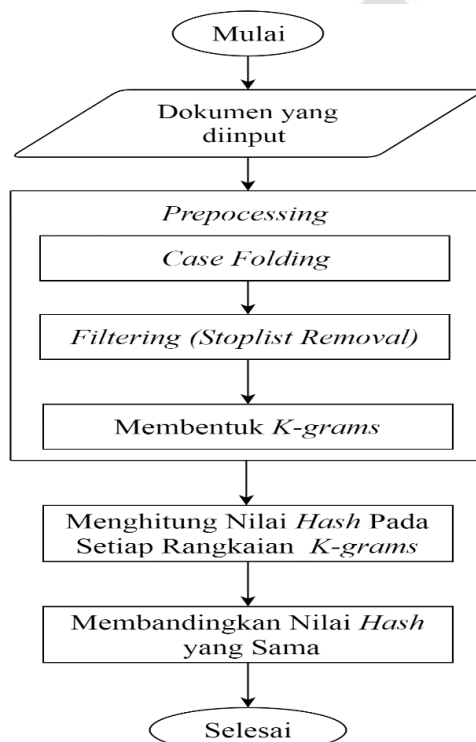 Mulai
Dokumen yang
diinput
Prepocessing
Case Folding
Filtering (Stoplist Removal)
Membentuk K-grams
Menghitung Nilai Hash Pada
Setiap Rangkaian K-grams
Membandingkan Nilai Hash
yang Sama
Selesai